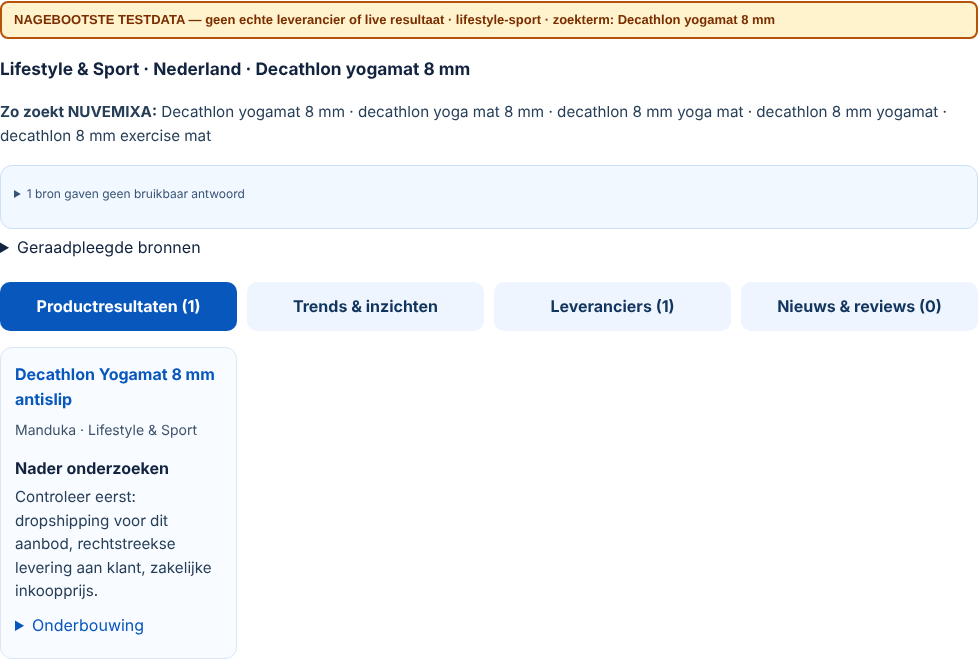 NAGEBOOTSTE TESTDATA — geen echte leverancier of live resultaat · lifestyle-sport · zoekterm: Decathlon yogamat 8 mm
Lifestyle & Sport · Nederland · Decathlon yogamat 8 mm
Zo zoekt NUVEMIXA: Decathlon yogamat 8 mm · decathlon yoga mat 8 mm · decathlon 8 mm yoga mat · decathlon 8 mm yogamat ·
decathlon 8 mm exercise mat
1 bron gaven geen bruikbaar antwoord
Geraadpleegde bronnen
Productresultaten (1)
Trends & inzichten
Leveranciers (1)
Nieuws & reviews (0)
Decathlon Yogamat 8 mm
antislip
Manduka · Lifestyle & Sport
Nader onderzoeken
Controleer eerst:
dropshipping voor dit
aanbod, rechtstreekse
levering aan klant, zakelijke
inkoopprijs.
Onderbouwing